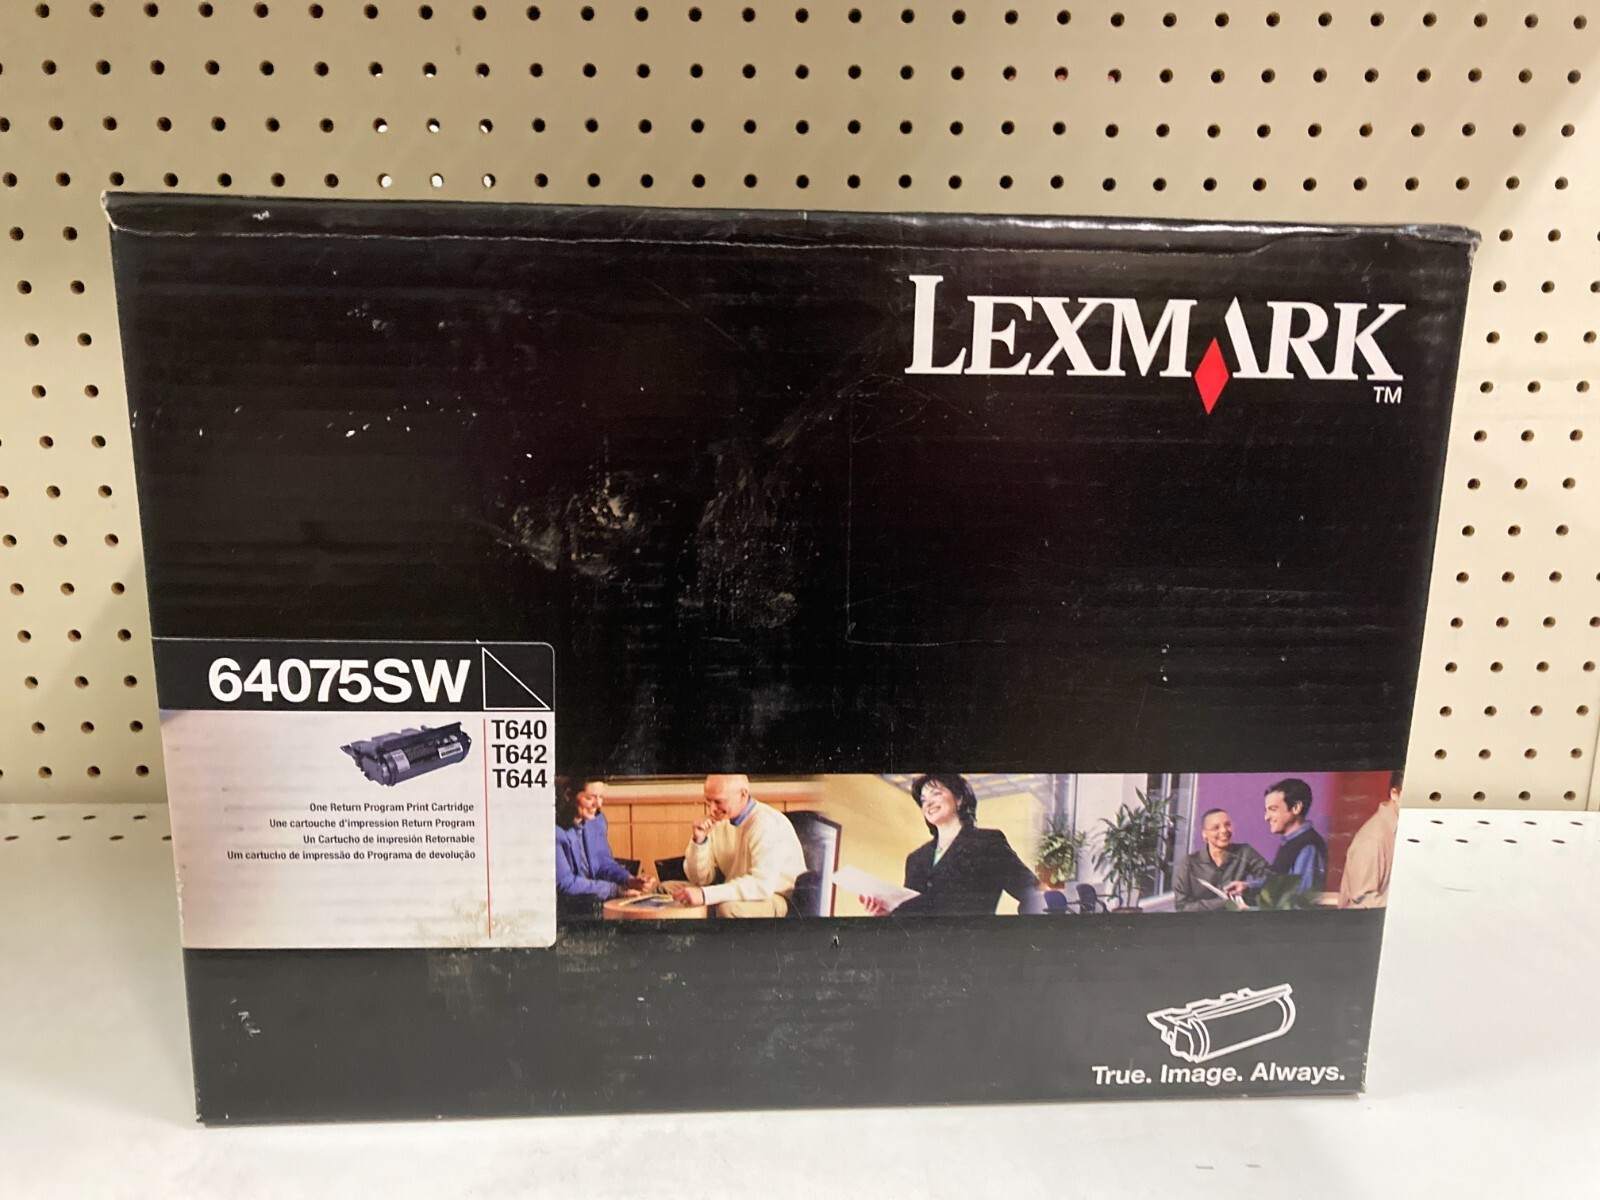 LEXMARK
TM
64075SW
T640
T642
T644
One Return Program Print Cartridge
Une cartouche d'impression Return Program
Un Cartucho de impresión Retornable
Um cartucho de impressão do Programa de devolução
True. Image. Always.